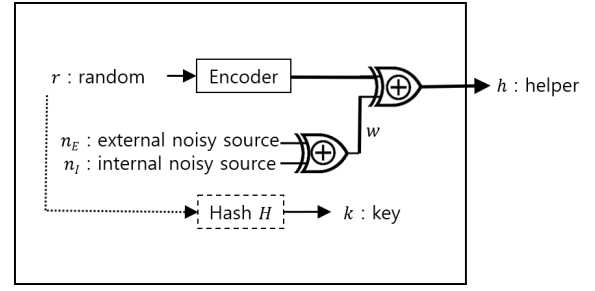 r : random Encoder h : helper
w
n_E : external noisy source
n_I : internal noisy source
Hash H k : key